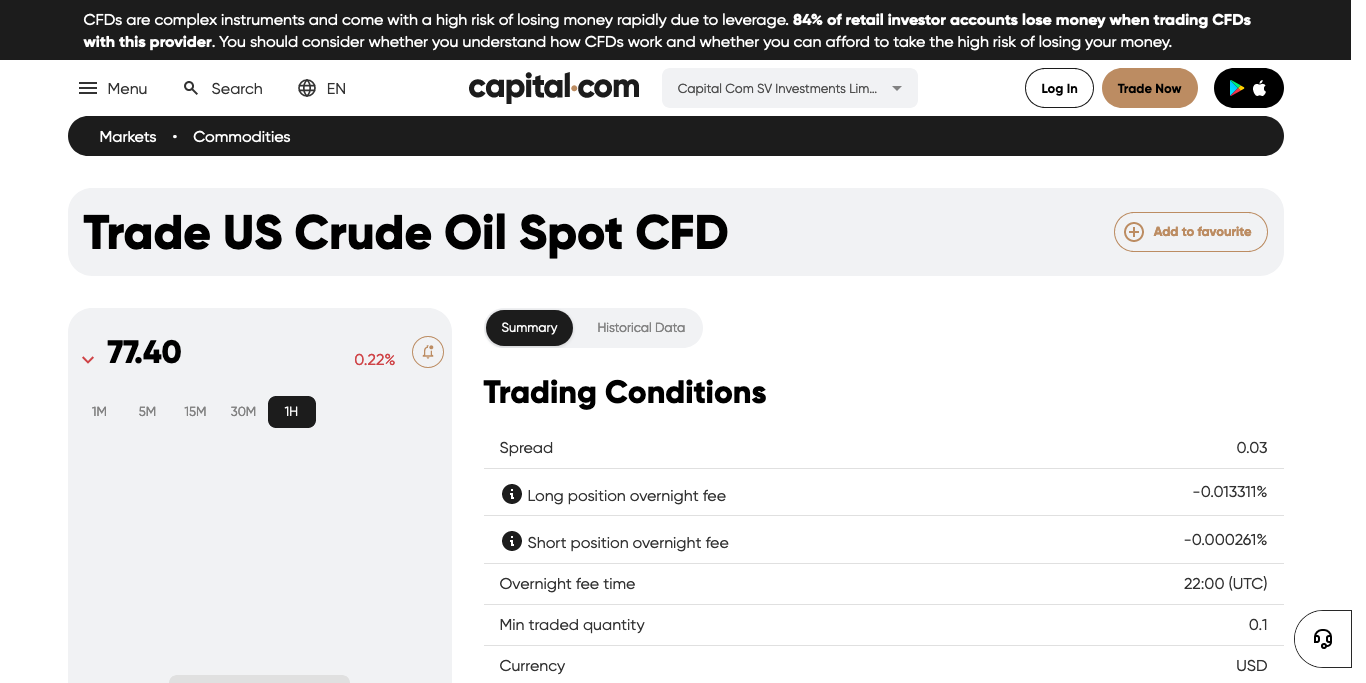 CFDs are complex instruments and come with a high risk of losing money rapidly due to leverage. 84% of retail investor accounts lose money when trading CFDs
with this provider. You should consider whether you understand how CFDs work and whether you can afford to take the high risk of losing your money.
Menu Search EN capital.com Capital Com SV Investments Lim... Log In Trade Now
Markets • Commodities
Trade US Crude Oil Spot CFD Add to favourite
77.40 0.22%
1M 5M 15M 30M 1H
Summary Historical Data
Trading Conditions
Spread 0.03
Long position overnight fee -0.013311%
Short position overnight fee -0.000261%
Overnight fee time 22:00 (UTC)
Min traded quantity 0.1
Currency USD